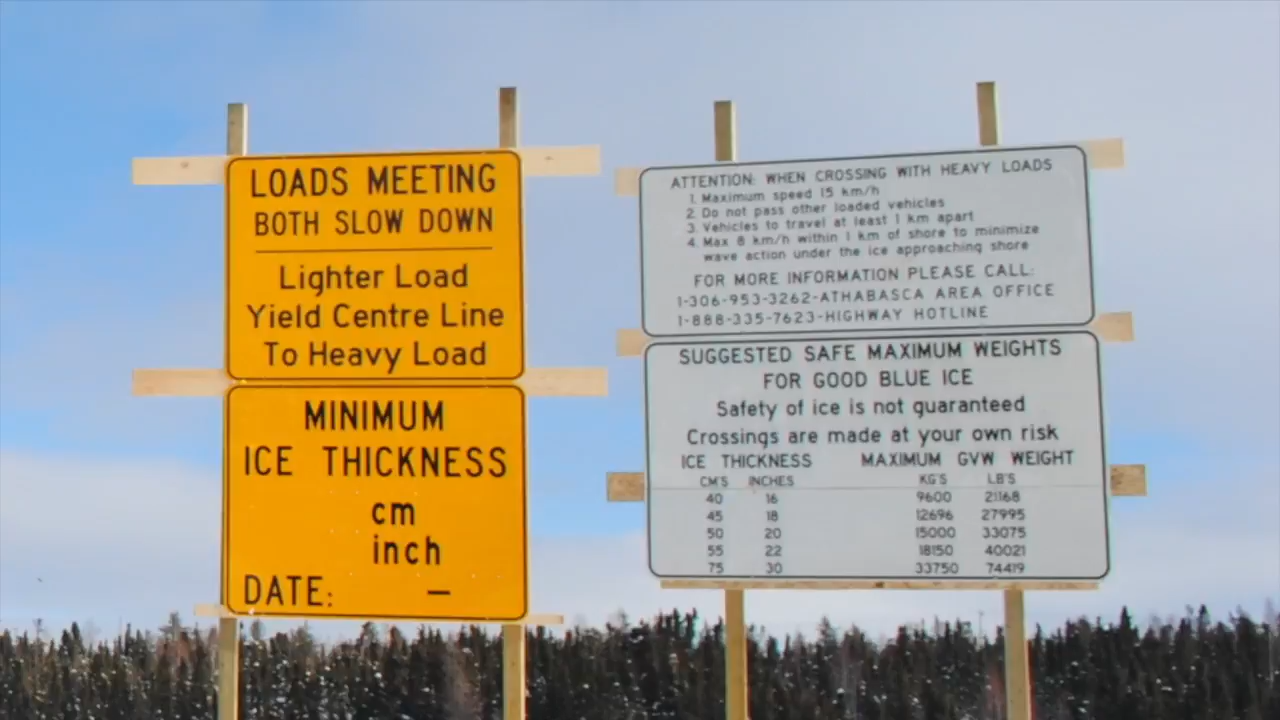 LOADS MEETING
BOTH SLOW DOWN
Lighter Load
Yield Centre Line
To Heavy Load
MINIMUM
ICE THICKNESS
cm
inch
DATE: –
ATTENTION: WHEN CROSSING WITH HEAVY LOADS
1. Maximum speed 15 km/h
2. Do not pass other loaded vehicles
3. Vehicles to travel at least 1 km apart
4. Max 8 km/h within 1 km of shore to minimize
wave action under the ice approaching shore
FOR MORE INFORMATION PLEASE CALL:
1-306-953-3262-ATHABASCA AREA OFFICE
1-888-335-7623-HIGHWAY HOTLINE
SUGGESTED SAFE MAXIMUM WEIGHTS
FOR GOOD BLUE ICE
Safety of ice is not guaranteed
Crossings are made at your own risk
ICE THICKNESS MAXIMUM GVW WEIGHT
CM'S INCHES KG'S LB'S
40 16 9600 21168
45 18 12696 27995
50 20 15000 33075
55 22 18150 40021
75 30 33750 74419